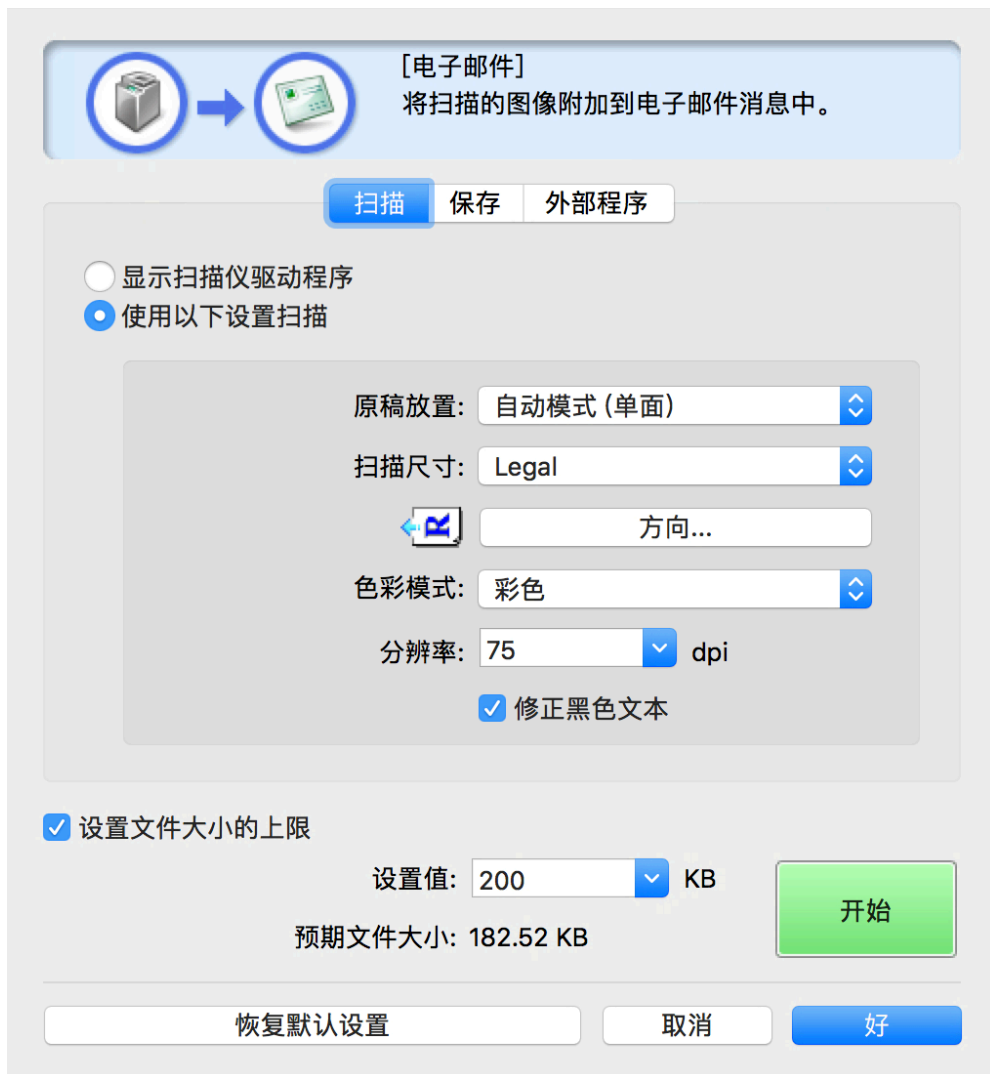 [电子邮件]
将扫描的图像附加到电子邮件消息中。
扫描 保存 外部程序
显示扫描仪驱动程序
使用以下设置扫描
原稿放置: 自动模式 (单面)
扫描尺寸: Legal
R 方向...
色彩模式: 彩色
分辨率: 75 dpi
修正黑色文本
设置文件大小的上限
设置值: 200 KB
预期文件大小: 182.52 KB
开始
恢复默认设置 取消 好